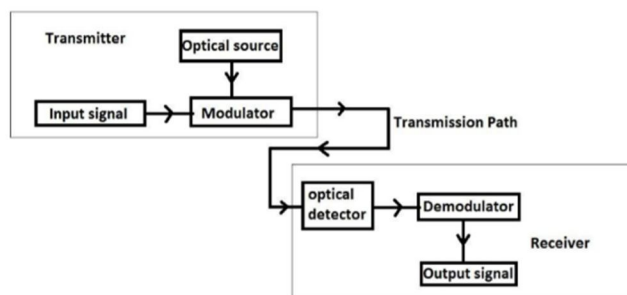 Transmitter
Optical source
Input signal
Modulator
Transmission Path
optical
detector
Demodulator
Receiver
Output signal